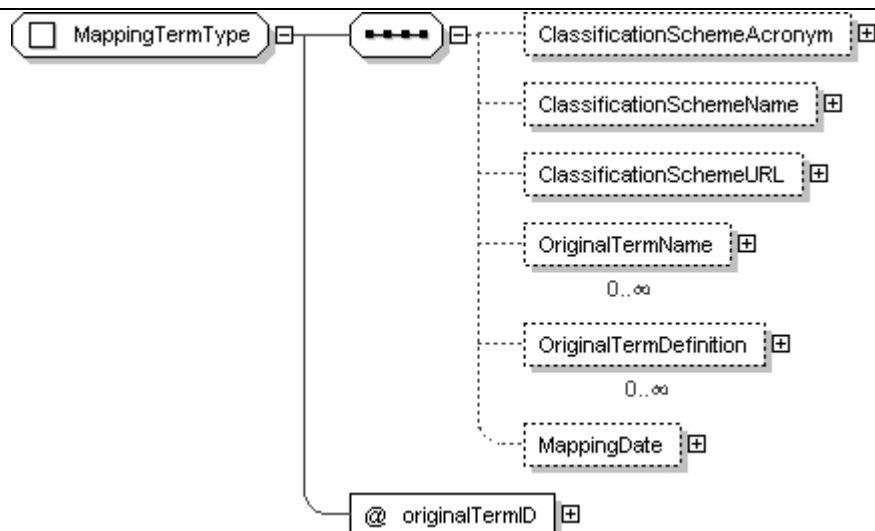 MappingTermType
ClassificationSchemeAcronym
ClassificationSchemeName
ClassificationSchemeURL
OriginalTermName
0..∞
OriginalTermDefinition
0..∞
MappingDate
@ originalTermID